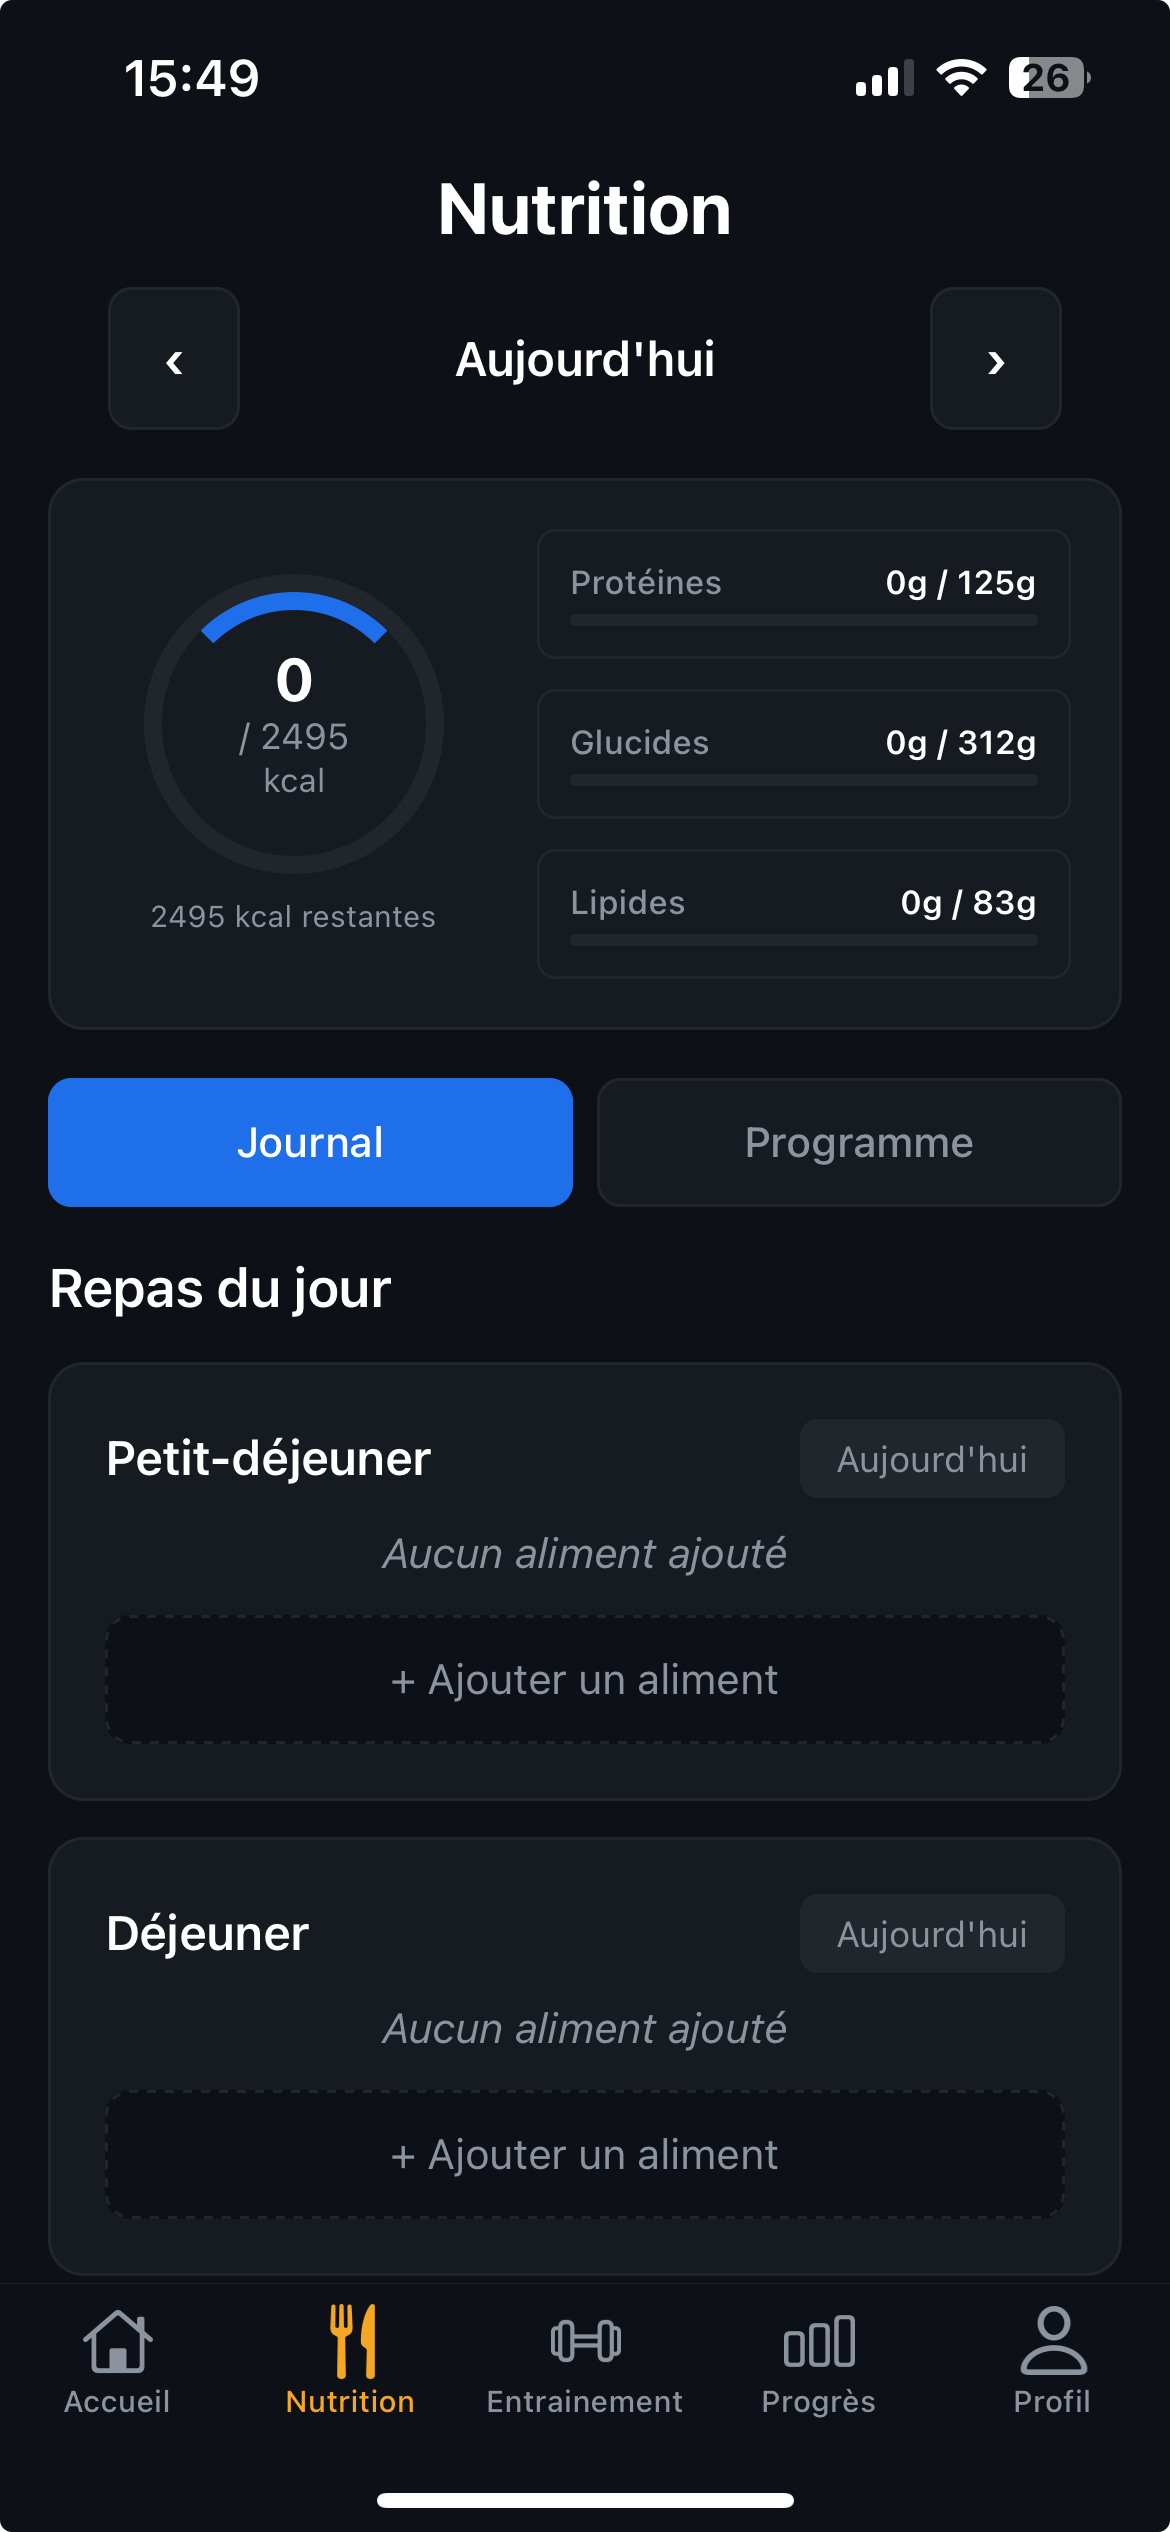 15:49
26
Nutrition
‹
Aujourd'hui
›
0
/ 2495
kcal
2495 kcal restantes
Protéines 0g / 125g
Glucides 0g / 312g
Lipides 0g / 83g
Journal
Programme
Repas du jour
Petit-déjeuner
Aujourd'hui
Aucun aliment ajouté
+ Ajouter un aliment
Déjeuner
Aujourd'hui
Aucun aliment ajouté
+ Ajouter un aliment
Accueil
Nutrition
Entrainement
Progrès
Profil